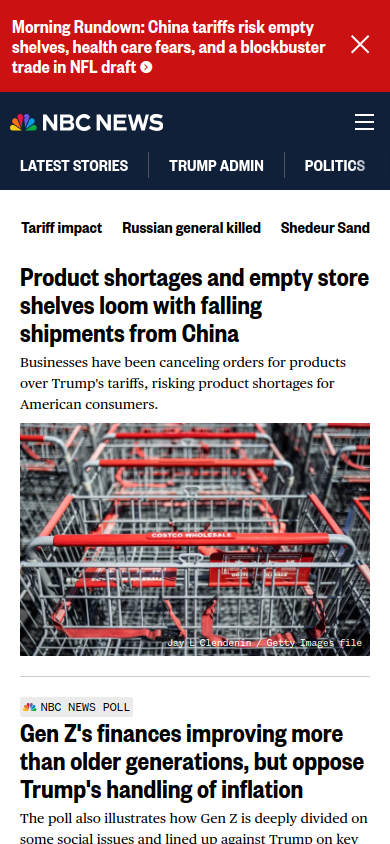 Morning Rundown: China tariffs risk empty
shelves, health care fears, and a blockbuster
trade in NFL draft
NBC NEWS
LATEST STORIES TRUMP ADMIN POLITICS
Tariff impact Russian general killed Shedeur Sand
Product shortages and empty store
shelves loom with falling
shipments from China
Businesses have been canceling orders for products
over Trump's tariffs, risking product shortages for
American consumers.
COSTCO WHOLESALE
Jay L Clendenin / Getty Images file
NBC NEWS POLL
Gen Z's finances improving more
than older generations, but oppose
Trump's handling of inflation
The poll also illustrates how Gen Z is deeply divided on
some social issues and lined up against Trump on key